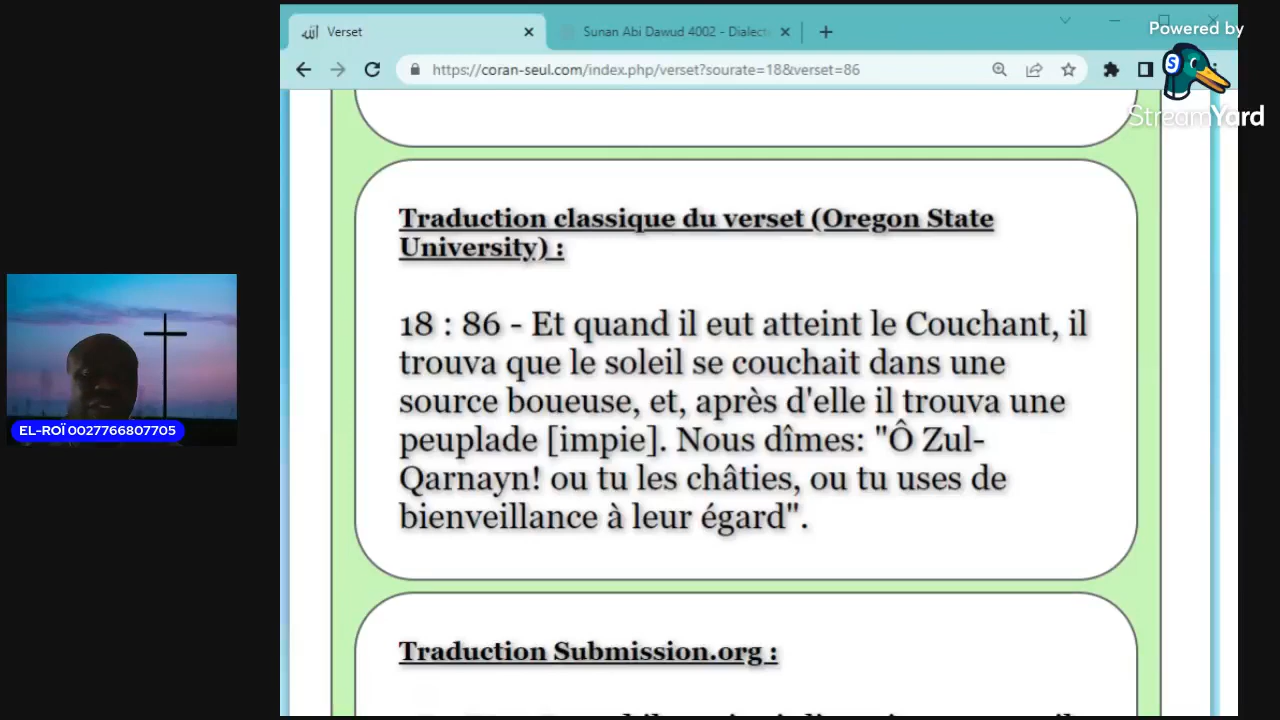 Verset
Sunan Abi Dawud 4002 - Dialect
Powered by
https://coran-seul.com/index.php/verset?sourate=18&verset=86
StreamYard
Traduction classique du verset (Oregon State
University) :
18 : 86 - Et quand il eut atteint le Couchant, il
trouva que le soleil se couchait dans une
source boueuse, et, après d'elle il trouva une
peuplade [impie]. Nous dîmes: "Ô Zul-
Qarnayn! ou tu les châties, ou tu uses de
bienveillance à leur égard".
EL-ROÏ 0027766807705
Traduction Submission.org :